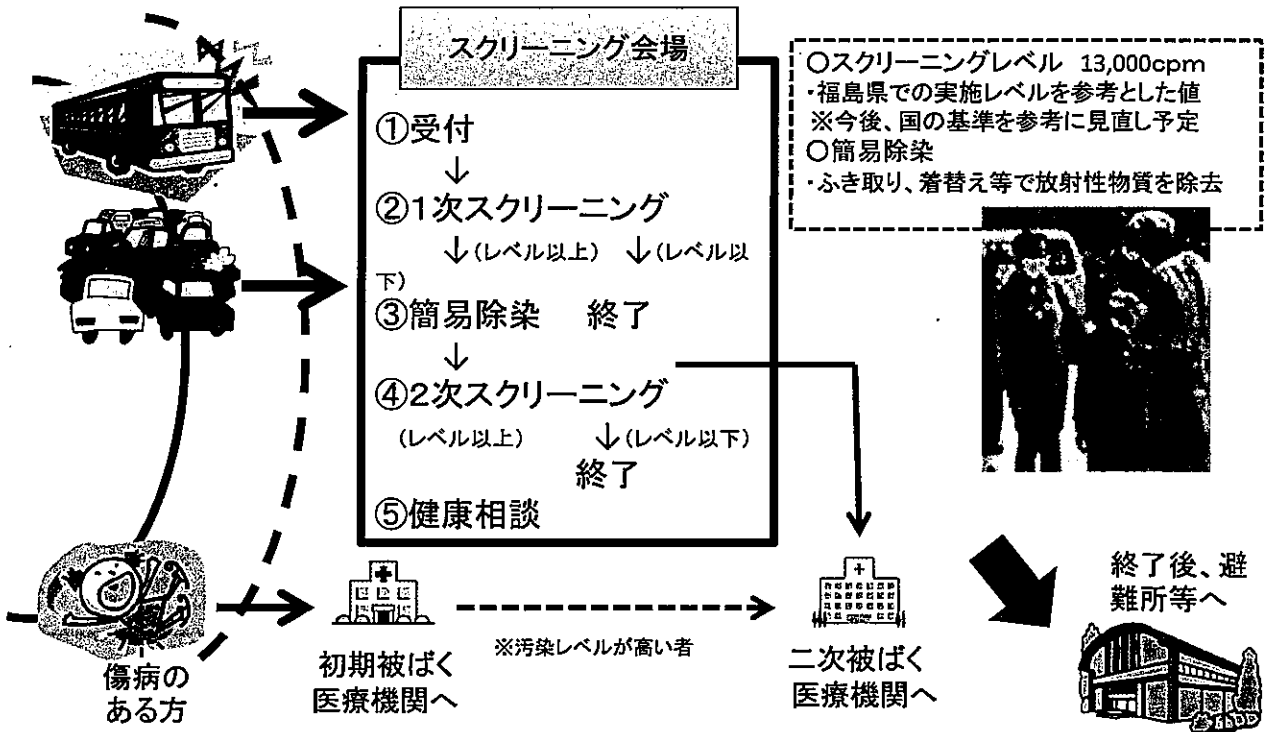 スクリーニング会場
①受付
↓
②1次スクリーニング
↓(レベル以上) ↓(レベル以
下)
③簡易除染 終了
↓
④2次スクリーニング
(レベル以上) ↓(レベル以下)
終了
⑤健康相談
○スクリーニングレベル 13,000cpm
・福島県での実施レベルを参考とした値
※今後、国の基準を参考に見直し予定
○簡易除染
・ふき取り、着替え等で放射性物質を除去
傷病の
ある方
初期被ばく
医療機関へ
※汚染レベルが高い者
二次被ばく
医療機関へ
終了後、避
難所等へ